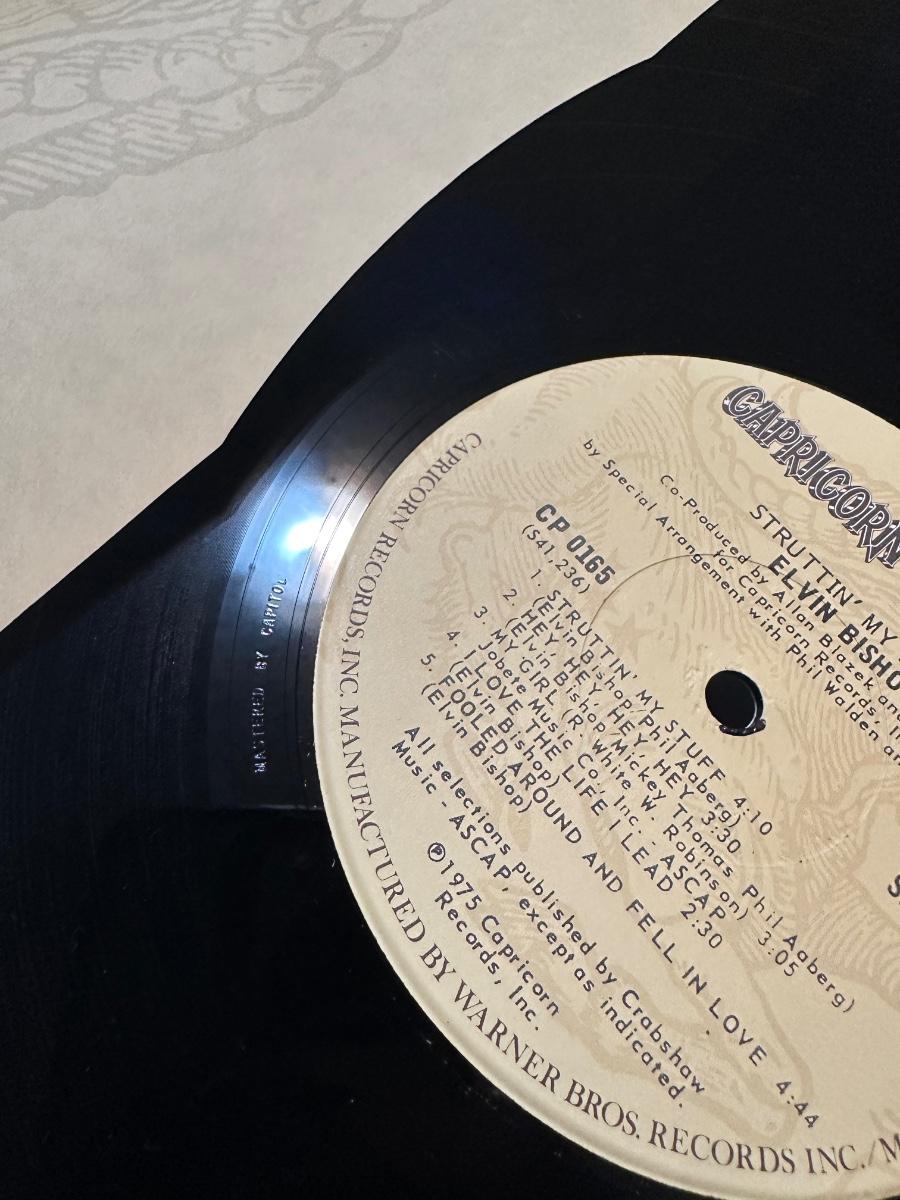 CAPRICORN
STRUTTIN' MY
ELVIN BISHO
Co-Produced by Allan Blazek and
for Capricorn Records, I
by Special Arrangement with Phil Walden a
CP 0165
(S41,236)
S
1. STRUTTIN' MY STUFF 4:10
(Elvin Bishop/Phil Aaberg)
2. HEY, HEY, HEY, HEY 3:30
(Elvin Bishop/Mickey Thomas/Phil Aaberg)
3. MY GIRL (R. White/W. Robinson) 3:05
Jobete Music Co., Inc. - ASCAP
4. I LOVE THE LIFE I LEAD 2:30
(Elvin Bishop)
5. FOOLED AROUND AND FELL IN LOVE 4:44
(Elvin Bishop)
All selections published by Crabshaw
Music - ASCAP, except as indicated.
℗1975 Capricorn
Records, Inc.
CAPRICORN RECORDS, INC. MANUFACTURED BY WARNER BROS. RECORDS INC./M
MASTERED BY CAPITOL